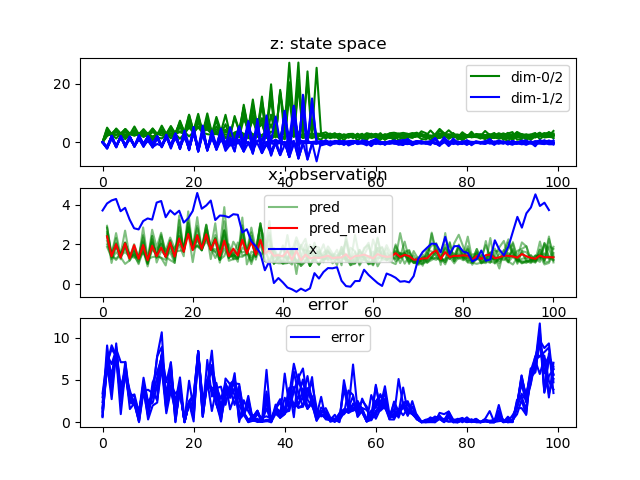 z: state space
20
0
dim-0/2
dim-1/2
0 20 40 60 80 100
x: observation
4
2
0
pred
pred_mean
x
0 20 40 60 80 100
error
10
5
0
error
0 20 40 60 80 100